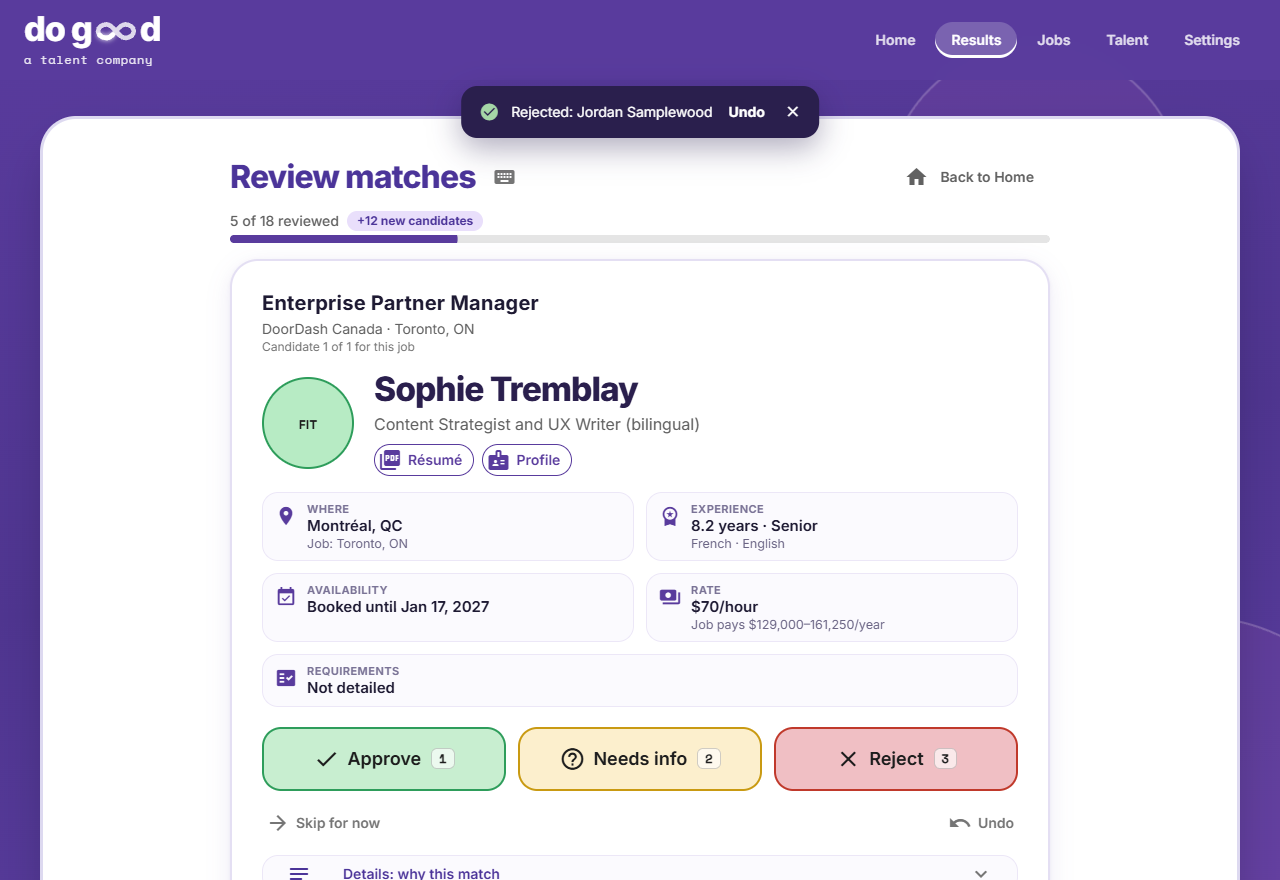 do good
a talent company
Home
Results
Jobs
Talent
Settings
Rejected: Jordan Samplewood
Undo
Review matches
Back to Home
5 of 18 reviewed
+12 new candidates
Enterprise Partner Manager
DoorDash Canada · Toronto, ON
Candidate 1 of 1 for this job
FIT
Sophie Tremblay
Content Strategist and UX Writer (bilingual)
PDF
Résumé
Profile
WHERE
Montréal, QC
Job: Toronto, ON
EXPERIENCE
8.2 years · Senior
French · English
AVAILABILITY
Booked until Jan 17, 2027
RATE
$70/hour
Job pays $129,000–161,250/year
REQUIREMENTS
Not detailed
Approve 1
Needs info 2
Reject 3
Skip for now
Undo
Details: why this match